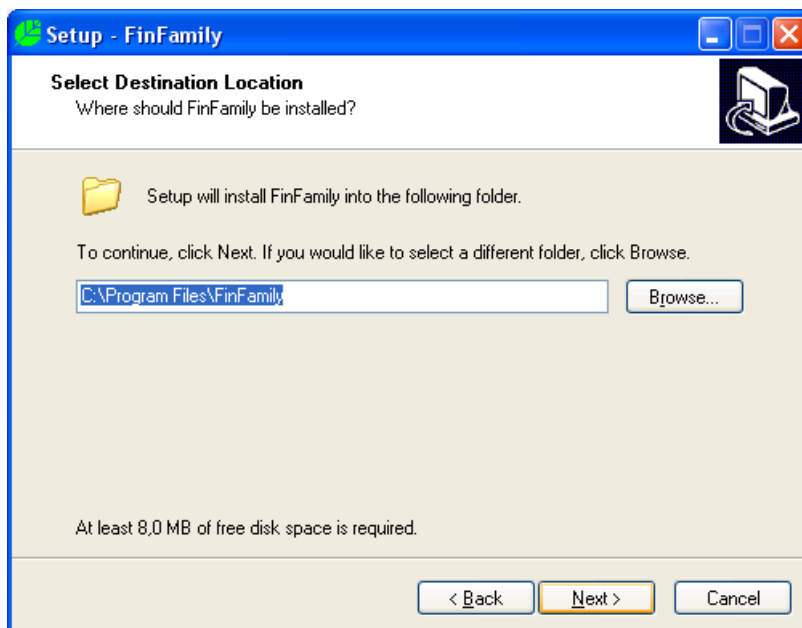 Setup - FinFamily
Select Destination Location
Where should FinFamily be installed?
Setup will install FinFamily into the following folder.
To continue, click Next. If you would like to select a different folder, click Browse.
C:\Program Files\FinFamily
Browse...
At least 8,0 MB of free disk space is required.
< Back
Next >
Cancel